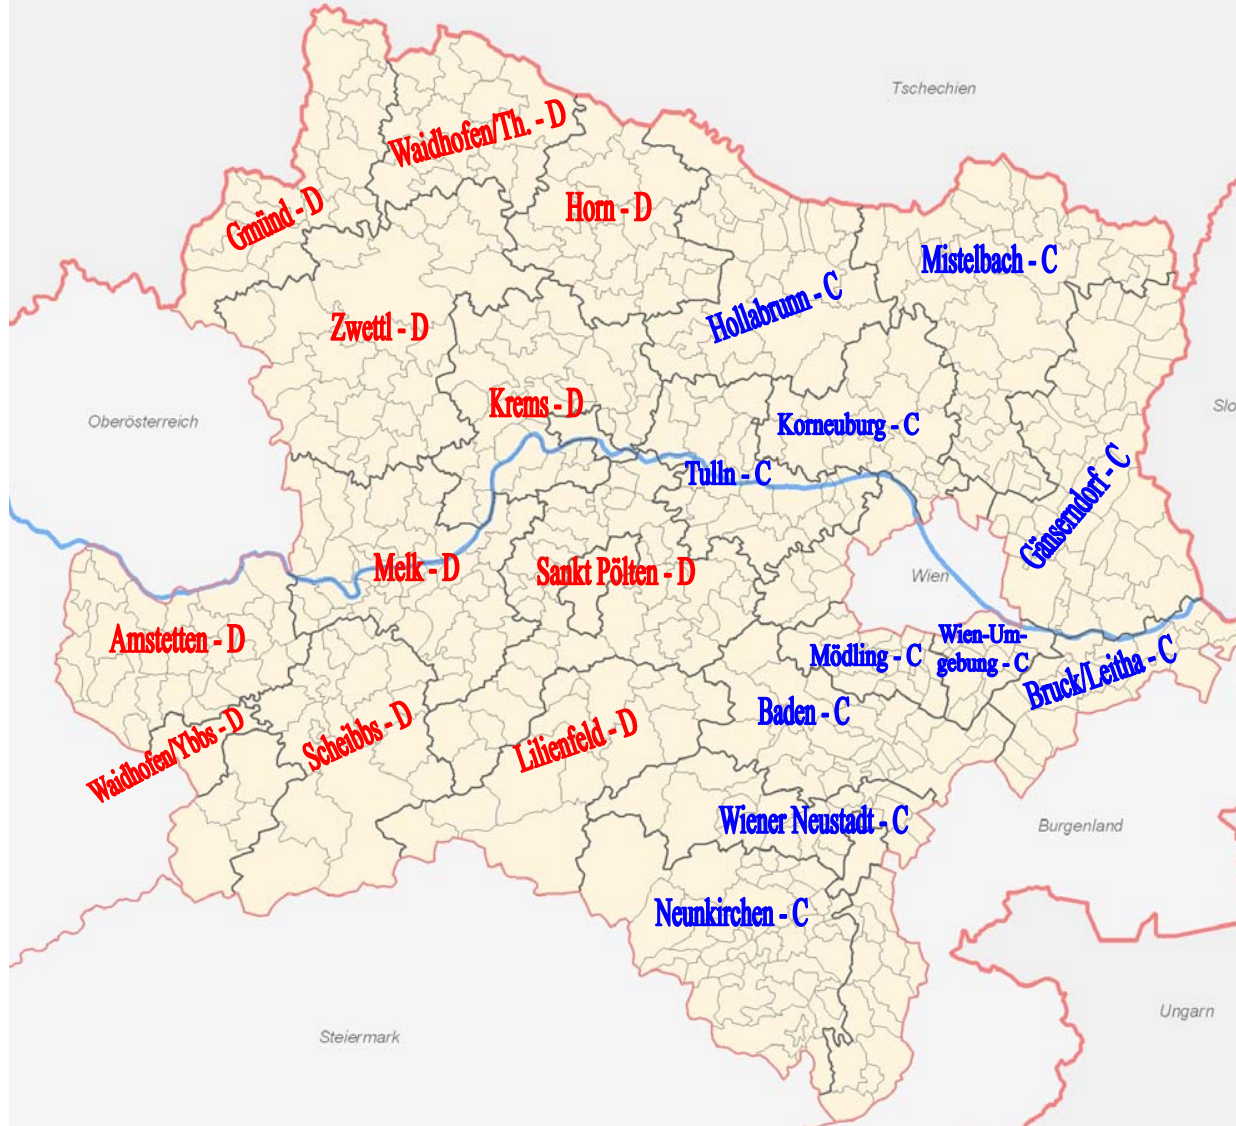 Tschechien
Waidhofen/Th. - D
Gmünd - D
Horn - D
Mistelbach - C
Hollabrunn - C
Zwettl - D
Krems - D
Oberösterreich
Slo
Korneuburg - C
Tulln - C
Gänserndorf - C
Melk - D
Sankt Pölten - D
Wien
Amstetten - D
Mödling - C
Wien-Um-
gebung - C
Bruck/Leitha - C
Baden - C
Waidhofen/Ybbs - D
Scheibbs - D
Lilienfeld - D
Wiener Neustadt - C
Burgenland
Neunkirchen - C
Ungarn
Steiermark